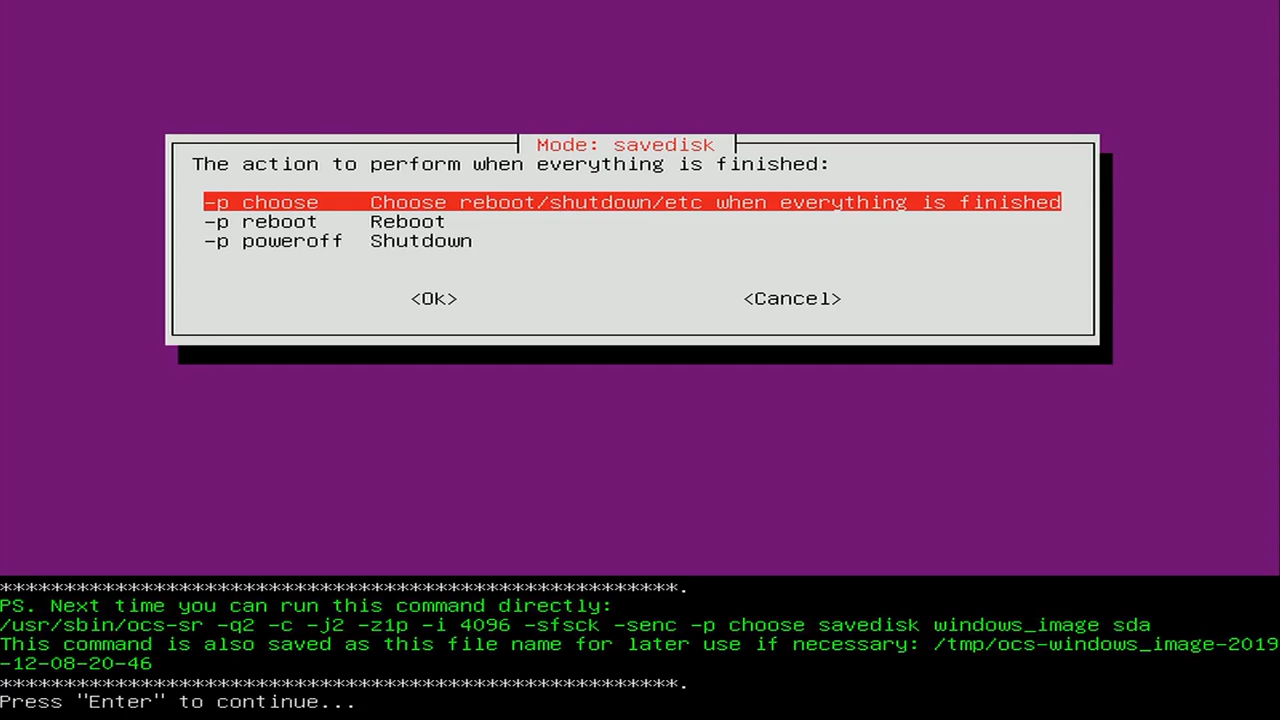 Mode: savedisk
The action to perform when everything is finished:
-p choose Choose reboot/shutdown/etc when everything is finished
-p reboot Reboot
-p poweroff Shutdown
<Ok> <Cancel>
*****************************************************.
PS. Next time you can run this command directly:
/usr/sbin/ocs-sr -q2 -c -j2 -z1p -i 4096 -sfsck -senc -p choose savedisk windows_image sda
This command is also saved as this file name for later use if necessary: /tmp/ocs-windows_image-2019
-12-08-20-46
*****************************************************.
Press "Enter" to continue...